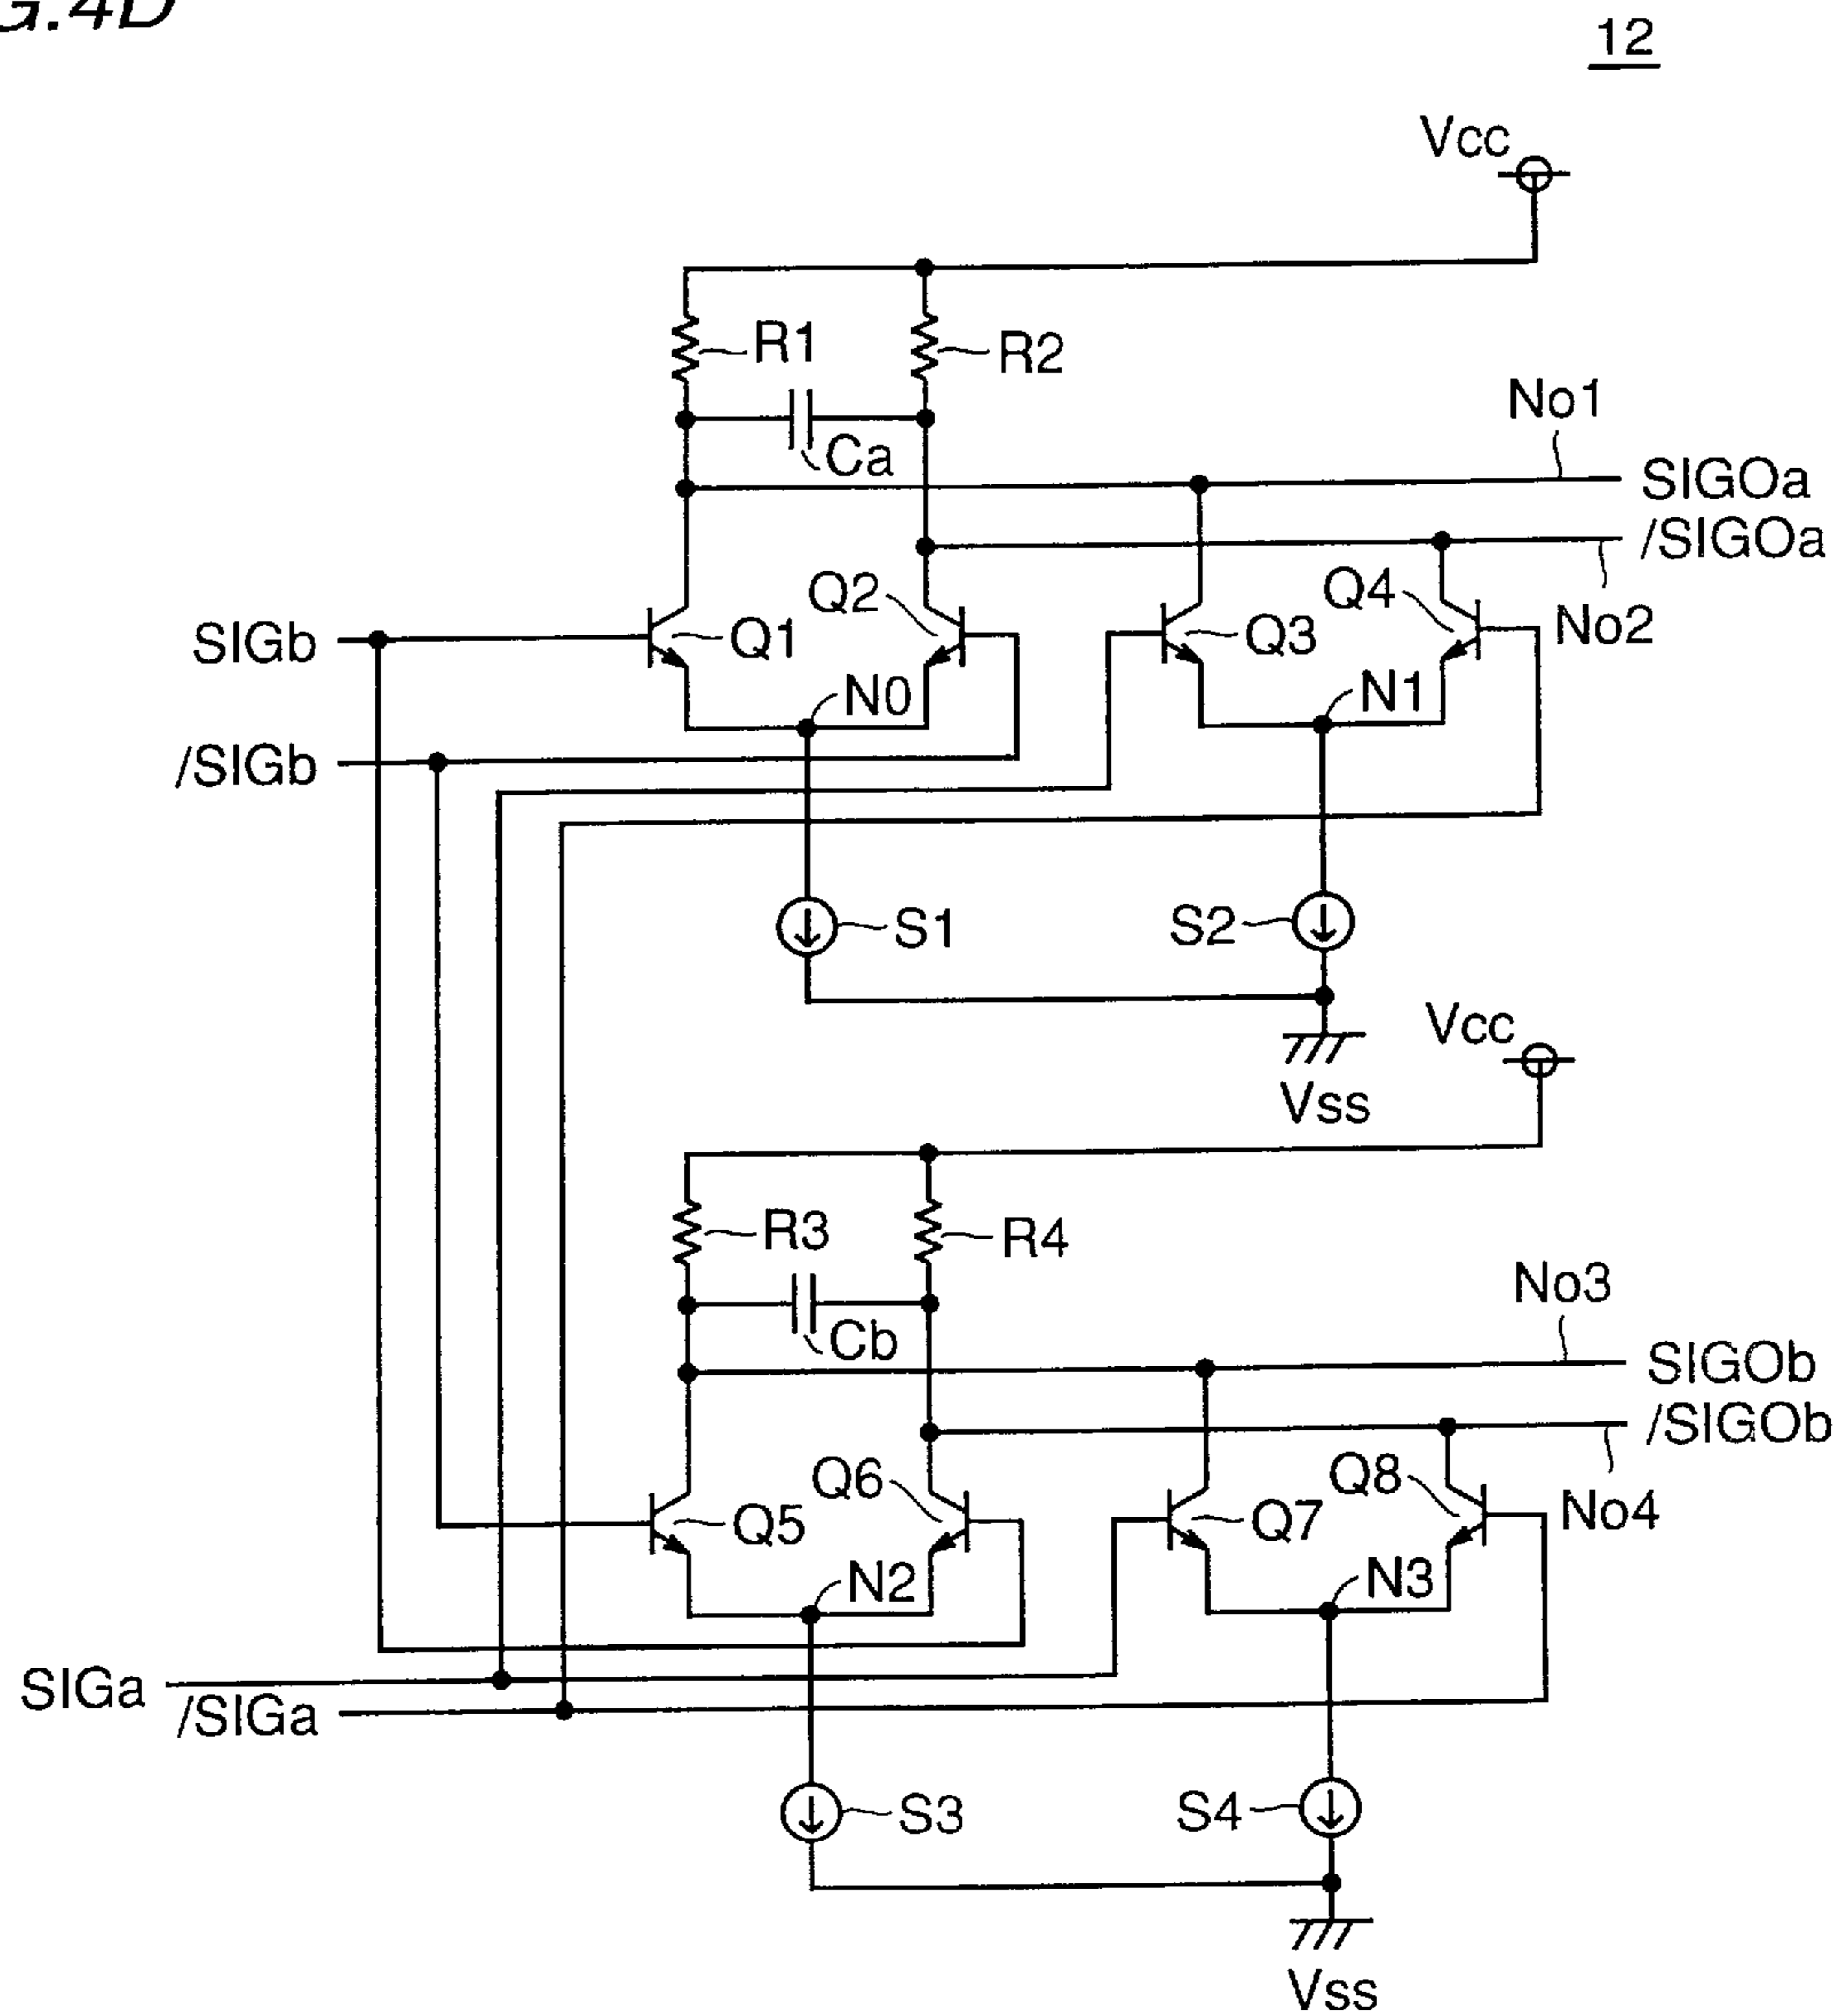 G.4D
12
Vcc
R1
R2
Ca
No1
SIGOa
/SIGOa
No2
SIGb
Q1
Q2
Q3
Q4
N0
N1
/SIGb
S1
S2
Vss
Vcc
R3
R4
Cb
No3
SIGOb
/SIGOb
No4
Q5
Q6
Q7
Q8
N2
N3
SIGa
/SIGa
S3
S4
Vss